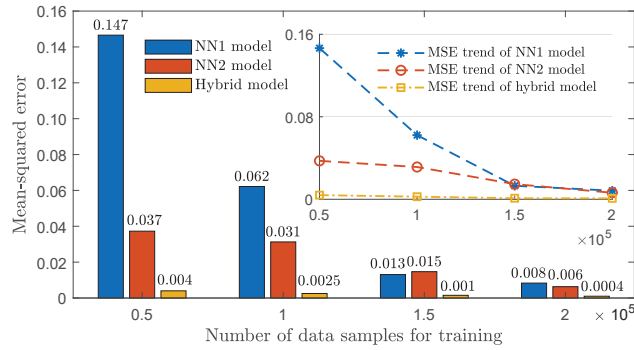 Mean-squared error
0.16
0.14
0.12
0.10
0.08
0.06
0.04
0.02
0
0.147
0.037
0.004
0.062
0.031
0.0025
0.013
0.015
0.001
0.008
0.006
0.0004
NN1 model
NN2 model
Hybrid model
0.16
0.08
0
MSE trend of NN1 model
MSE trend of NN2 model
MSE trend of hybrid model
0.5 1 1.5 2
×10⁵
0.5 1 1.5 2 × 10⁵
Number of data samples for training